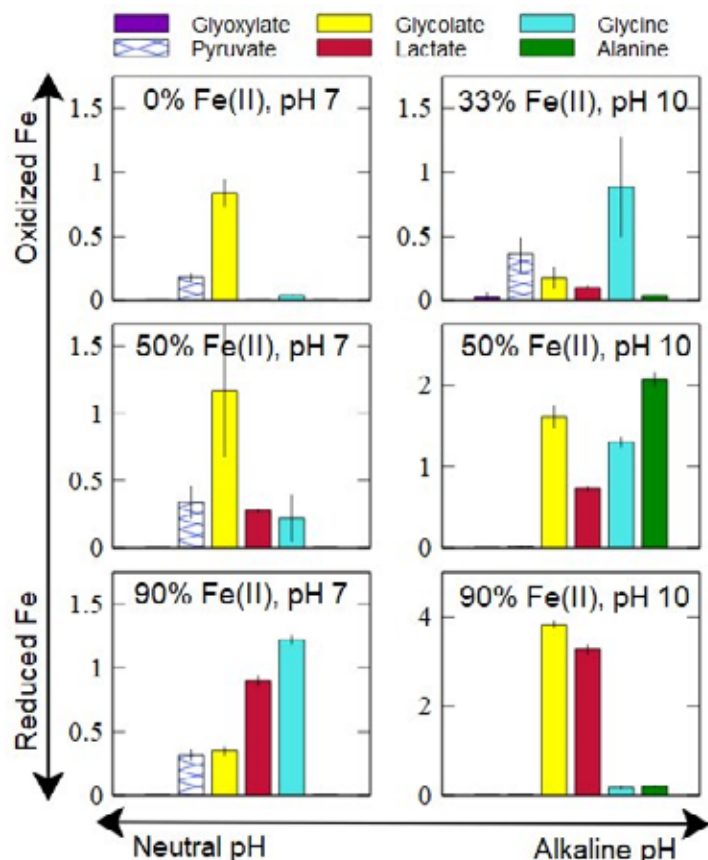 Glyoxylate Glycolate Glycine
Pyruvate Lactate Alanine
Oxidized Fe
Reduced Fe
0% Fe(II), pH 7
1.5
1
0.5
0
33% Fe(II), pH 10
1.5
1
0.5
0
50% Fe(II), pH 7
1.5
1
0.5
0
50% Fe(II), pH 10
2
1
0
90% Fe(II), pH 7
1.5
1
0.5
0
90% Fe(II), pH 10
4
2
0
Neutral pH Alkaline pH